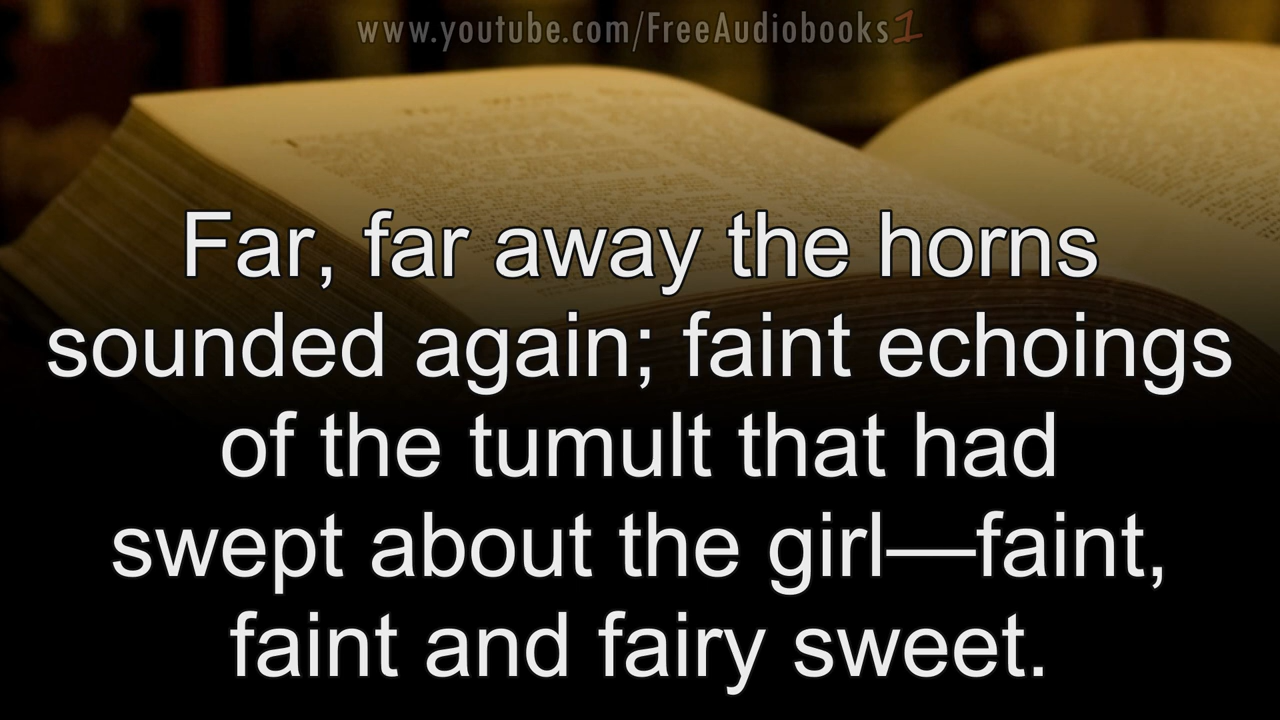 www.youtube.com/FreeAudiobooks1
Far, far away the horns
sounded again; faint echoings
of the tumult that had
swept about the girl—faint,
faint and fairy sweet.